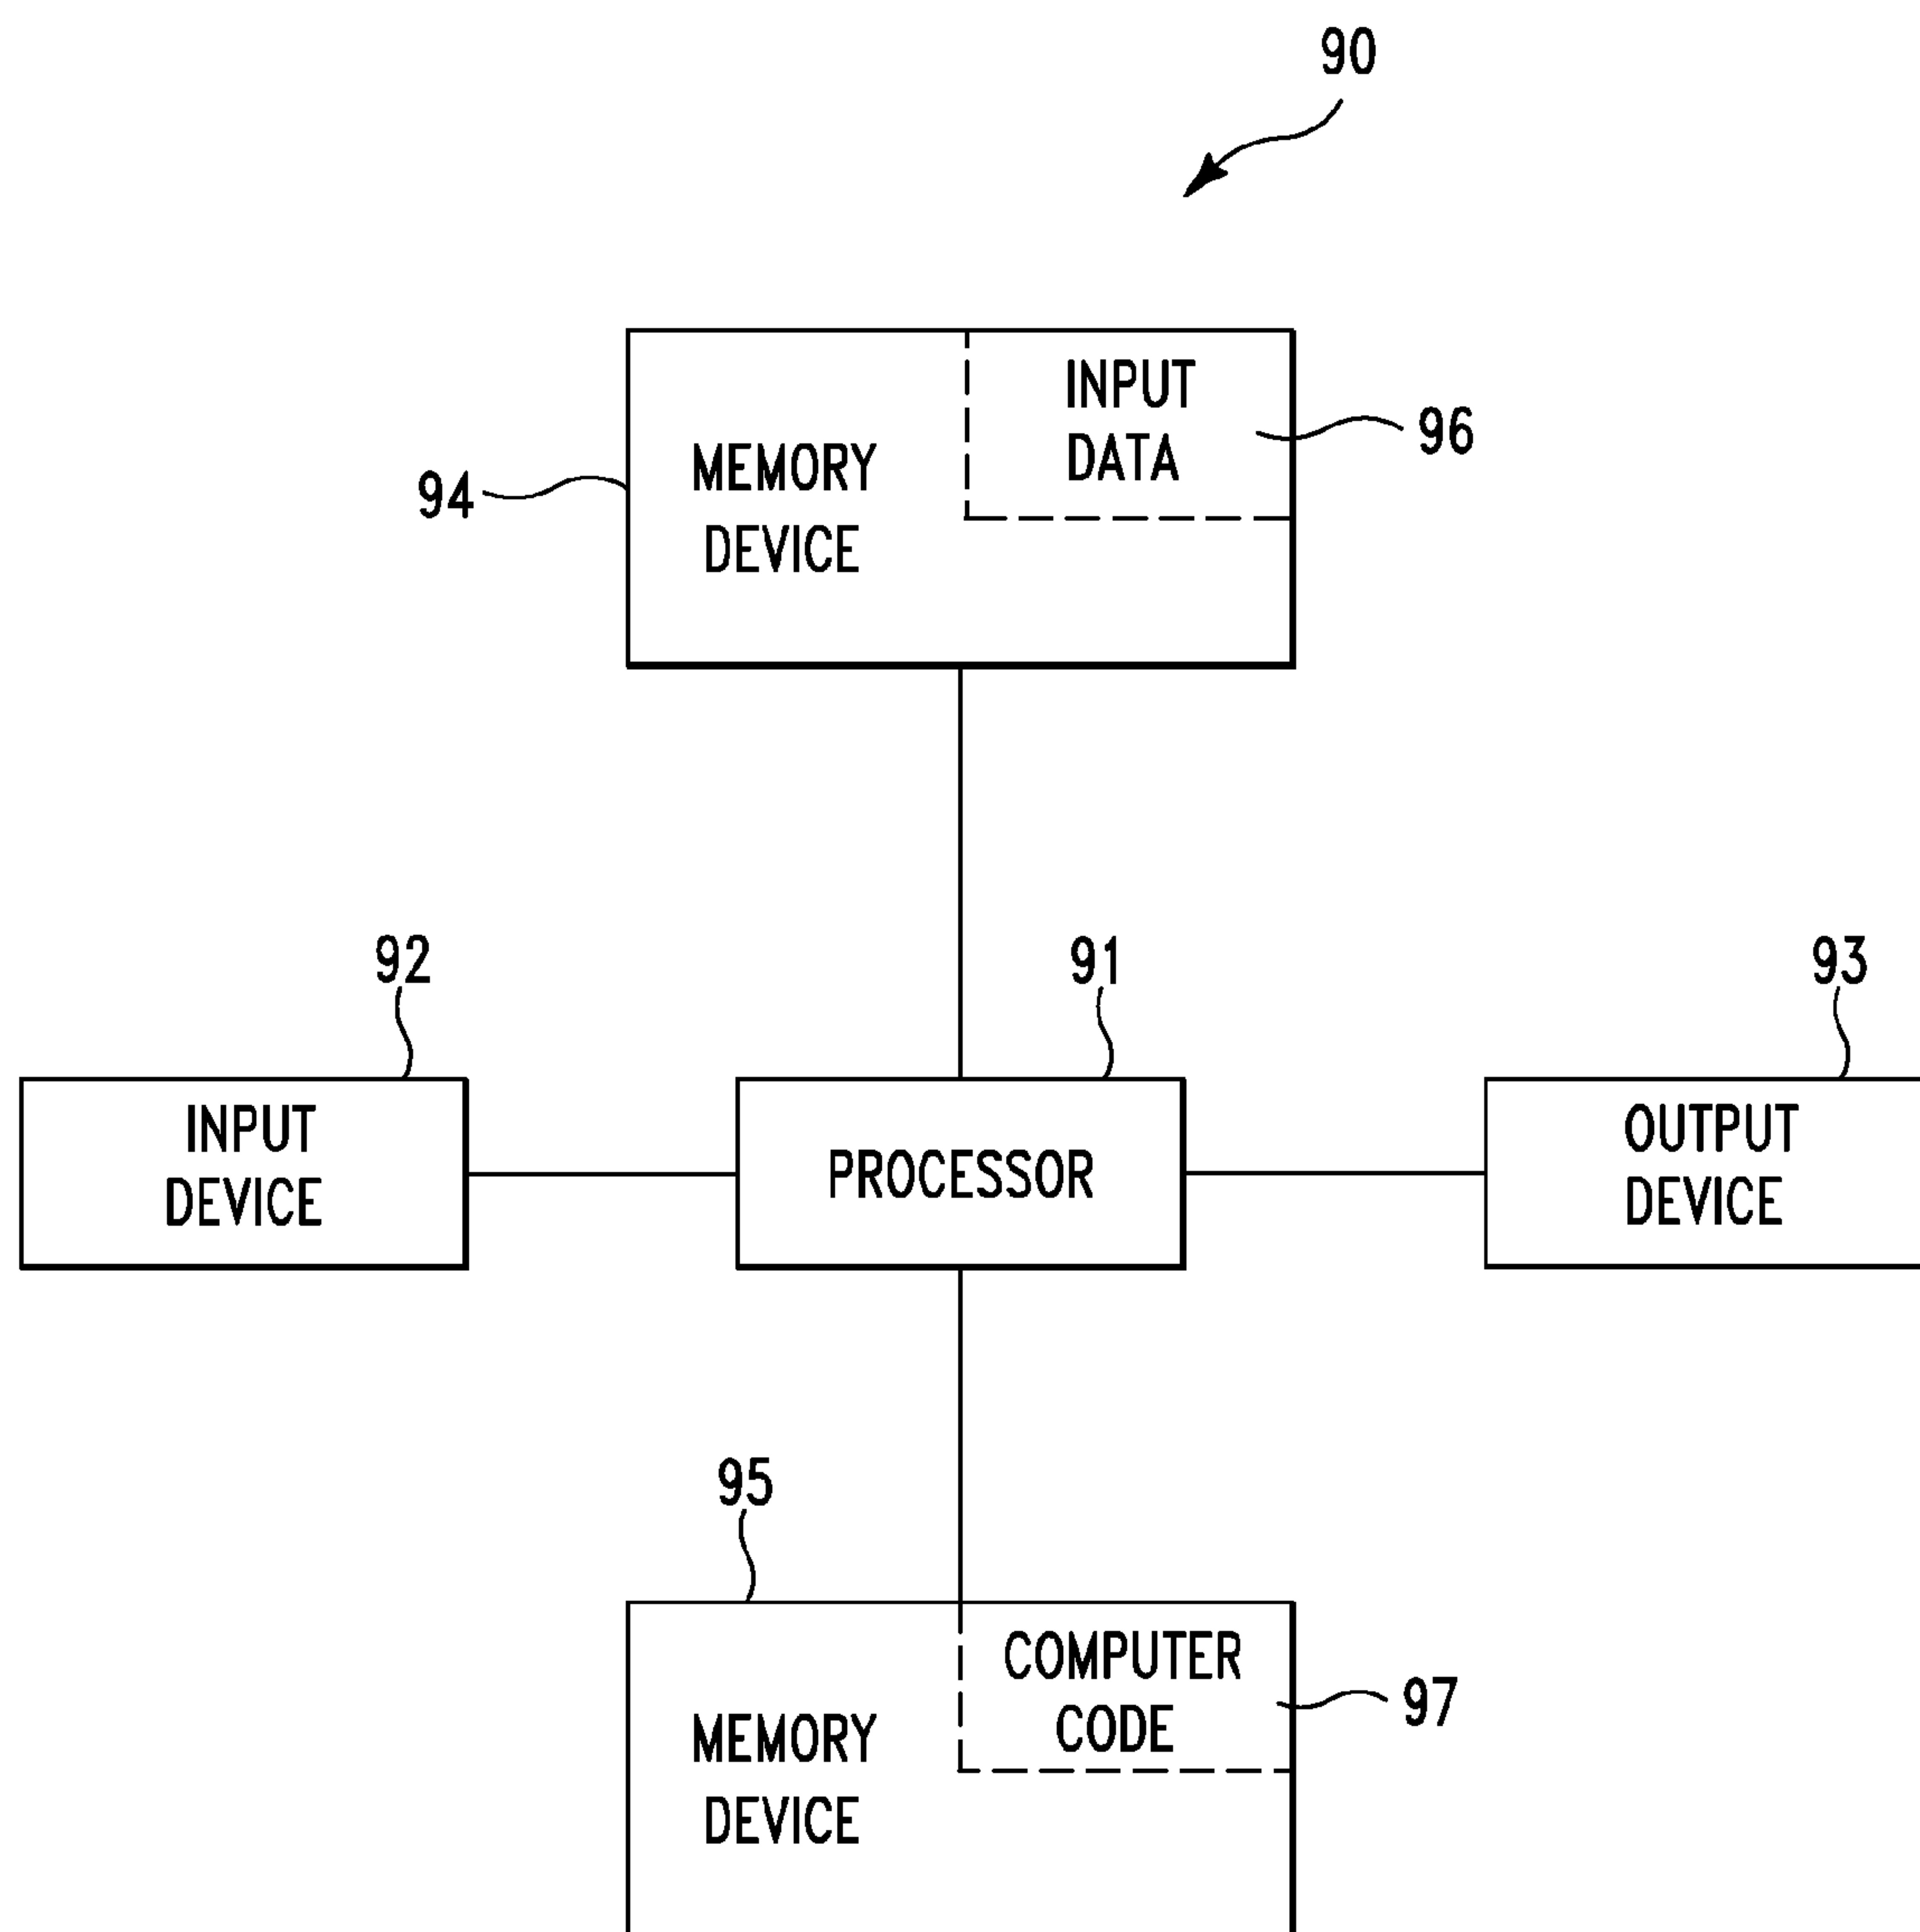 90
INPUT
DATA
96
MEMORY
DEVICE
94
92
91
93
INPUT
DEVICE
PROCESSOR
OUTPUT
DEVICE
95
COMPUTER
CODE
97
MEMORY
DEVICE